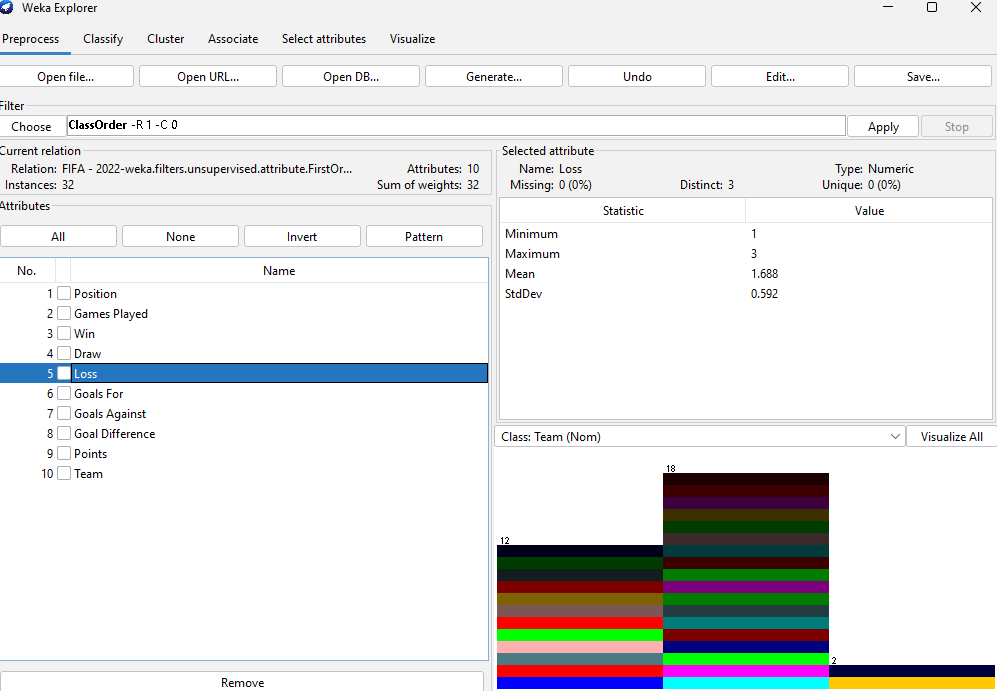 Weka Explorer
Preprocess Classify Cluster Associate Select attributes Visualize
Open file... Open URL... Open DB... Generate... Undo Edit... Save...
Filter
Choose ClassOrder -R 1 -C 0 Apply Stop
Current relation
Relation: FIFA - 2022-weka.filters.unsupervised.attribute.FirstOr... Attributes: 10
Instances: 32 Sum of weights: 32
Attributes
All None Invert Pattern
No. Name
1 Position
2 Games Played
3 Win
4 Draw
5 Loss
6 Goals For
7 Goals Against
8 Goal Difference
9 Points
10 Team
Remove
Selected attribute
Name: Loss Type: Numeric
Missing: 0 (0%) Distinct: 3 Unique: 0 (0%)
Statistic Value
Minimum 1
Maximum 3
Mean 1.688
StdDev 0.592
Class: Team (Nom) Visualize All
18
12
2